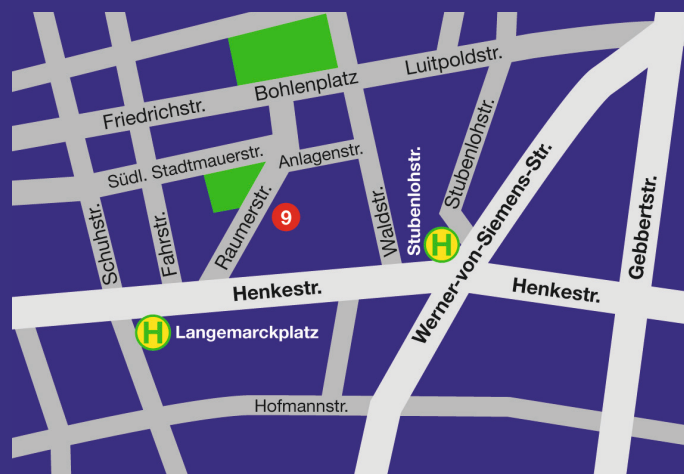 Luitpoldstr.
Bohlenplatz
Friedrichstr.
Südl. Stadtmauerstr.
Anlagenstr.
Stubenlohstr.
Stubenlohstr.
Werner-von-Siemens-Str.
Gebbertstr.
Schuhstr.
Fahrstr.
Raumerstr.
9
Waldstr.
H
Henkestr.
Henkestr.
H Langemarckplatz
Hofmannstr.